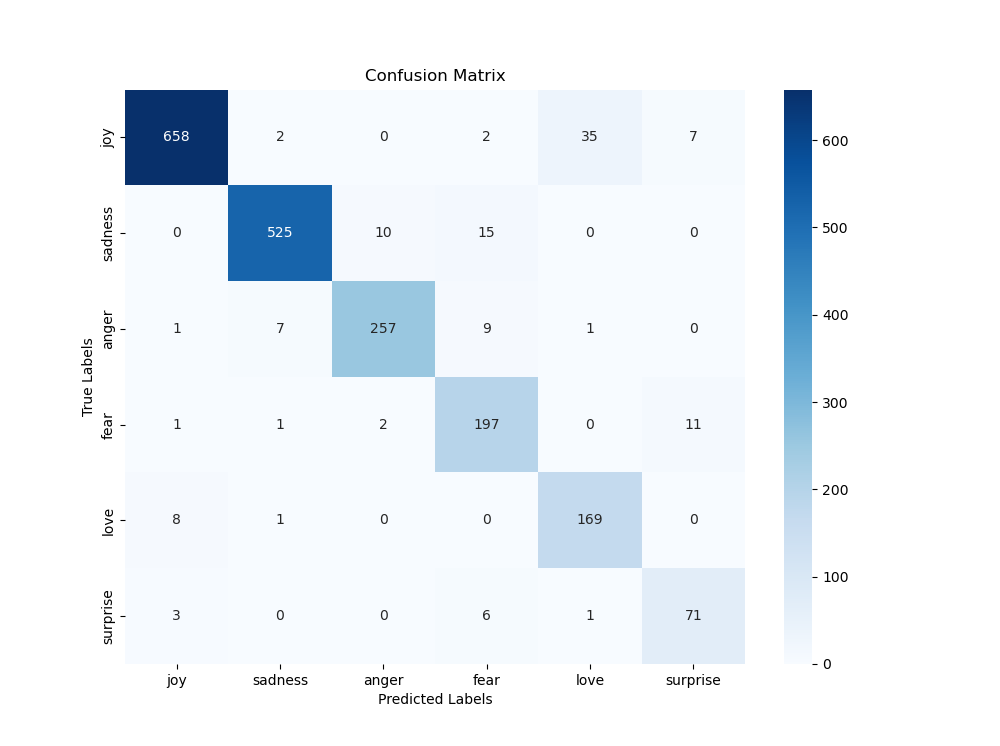 Confusion Matrix
joy 658 2 0 2 35 7
sadness 0 525 10 15 0 0
anger 1 7 257 9 1 0
fear 1 1 2 197 0 11
love 8 1 0 0 169 0
surprise 3 0 0 6 1 71
joy sadness anger fear love surprise
Predicted Labels
True Labels
600
500
400
300
200
100
0